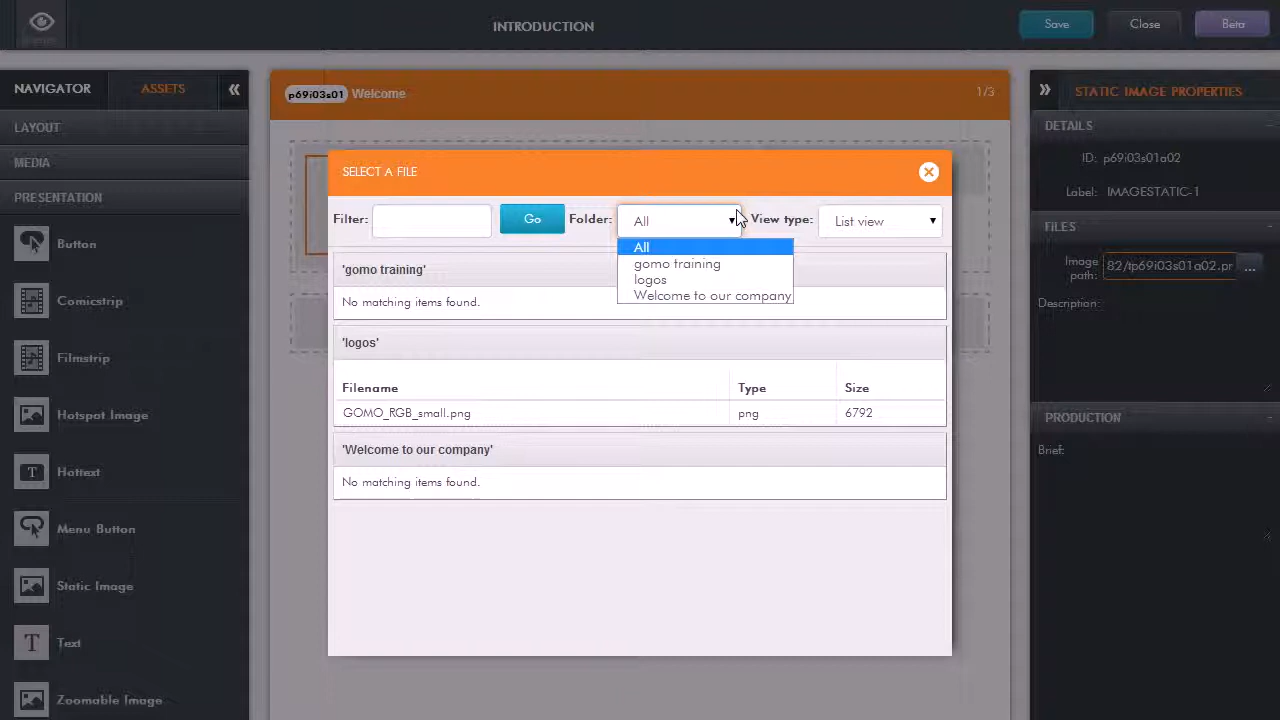 INTRODUCTION
Save
Close
Beta
NAVIGATOR
ASSETS
«
LAYOUT
MEDIA
PRESENTATION
Button
Comicstrip
Filmstrip
Hotspot Image
T Hottext
Menu Button
Static Image
T Text
Zoomable Image
p69i03s01 Welcome
1/3
SELECT A FILE
Filter:
Go
Folder:
All
View type:
List view
All
gomo training
logos
Welcome to our company
'gomo training'
No matching items found.
'logos'
Filename Type Size
GOMO_RGB_small.png png 6792
'Welcome to our company'
No matching items found.
» STATIC IMAGE PROPERTIES
DETAILS
ID: p69i03s01a02
Label: IMAGESTATIC-1
FILES
Image path: 82/tp69i03s01a02.pr ...
Description:
PRODUCTION
Brief: